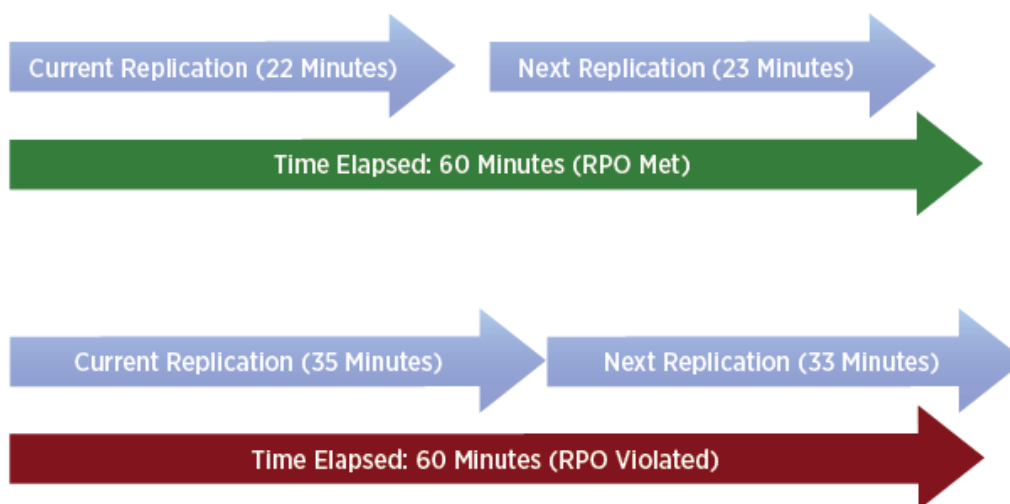 Current Replication (22 Minutes)
Next Replication (23 Minutes)
Time Elapsed: 60 Minutes (RPO Met)
Current Replication (35 Minutes)
Next Replication (33 Minutes)
Time Elapsed: 60 Minutes (RPO Violated)